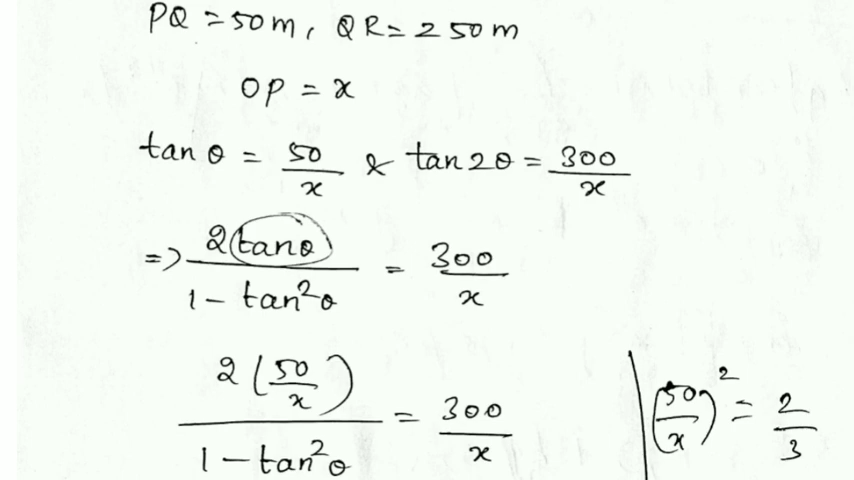 PQ = 50 m, QR = 250 m
OP = x
tan θ = 50/x & tan 2θ = 300/x
=> 2 tan θ / 1 - tan²θ = 300/x
2 (50/x) / 1 - tan²θ = 300/x
(50/x)² = 2/3